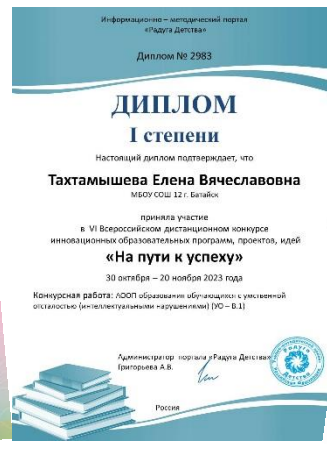 Информационно – методический портал
«Радуга Детства»
Диплом № 2983
ДИПЛОМ
I степени
Настоящий диплом подтверждает, что
Тахтамышева Елена Вячеславовна
МБОУ СОШ 12 г. Батайск
приняла участие
в VI Всероссийском дистанционном конкурсе
инновационных образовательных программ, проектов, идей
«На пути к успеху»
30 октября – 20 ноября 2023 года
Конкурсная работа: АООП образования обучающихся с умственной
отсталостью (интеллектуальными нарушениями) (УО – В.1)
Администратор портала «Радуга Детства»
Григорьева А.В.
Радуга
Детства
Россия